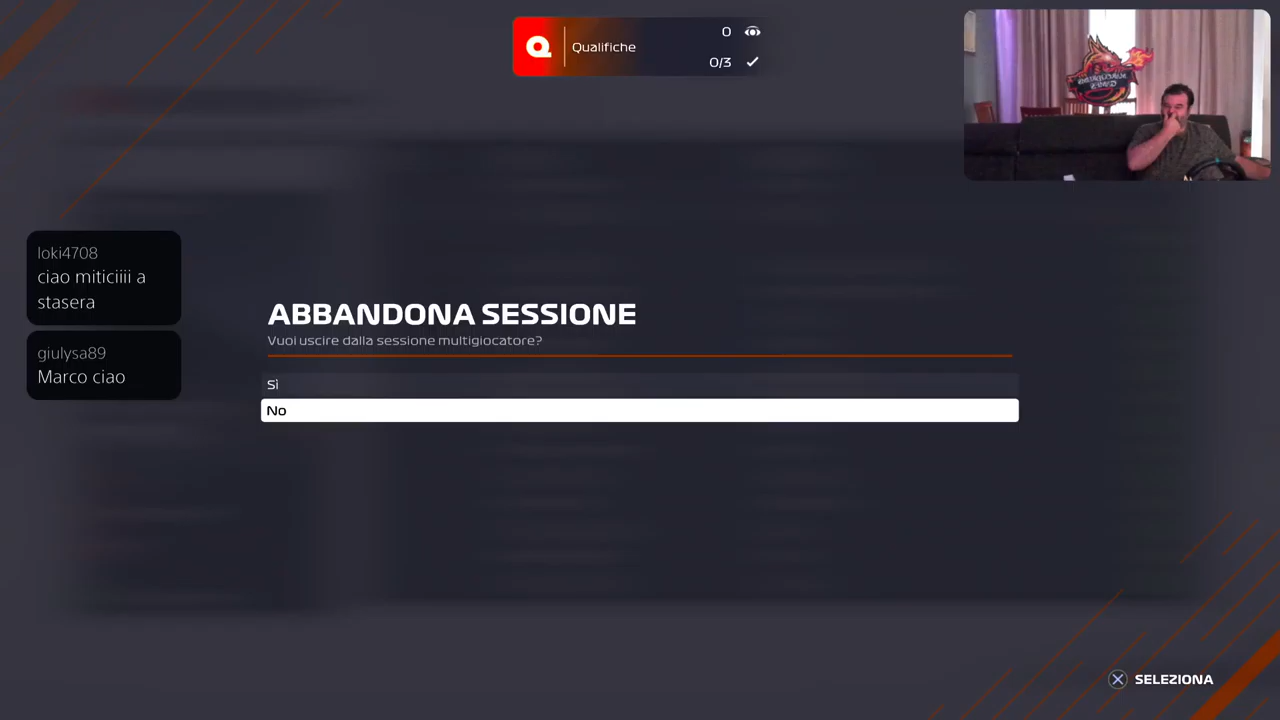 Q
Qualifiche
0
0/3
loki4708
ciao miticiiii a
stasera
giulysa89
Marco ciao
ABBANDONA SESSIONE
Vuoi uscire dalla sessione multigiocatore?
Sì
No
SELEZIONA